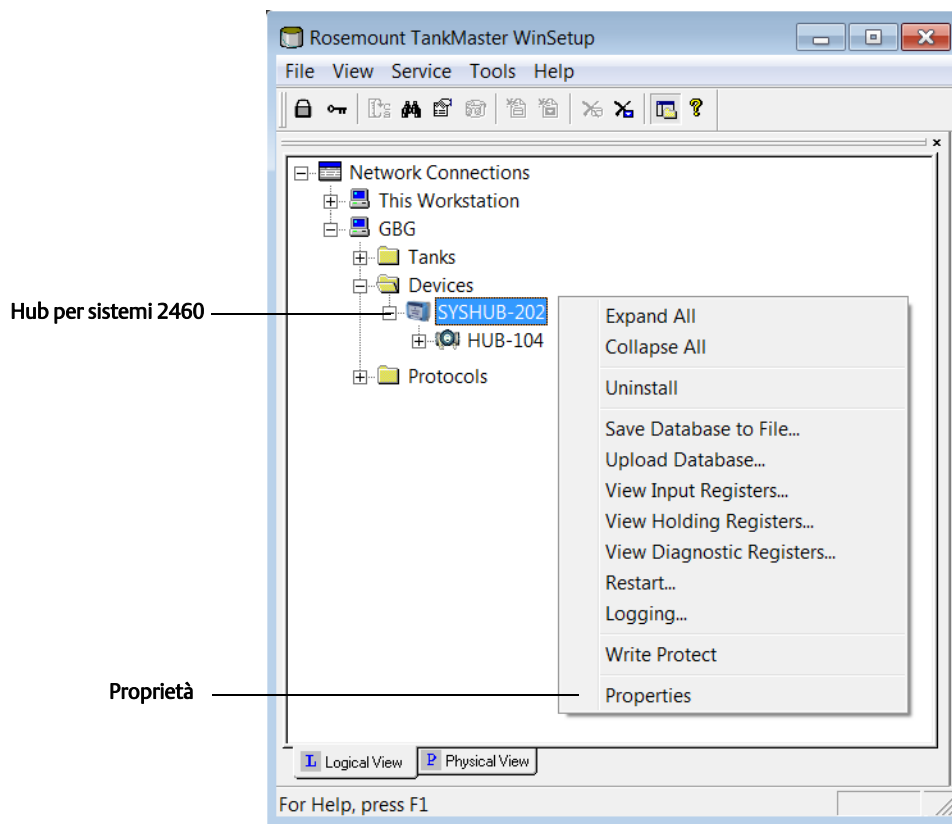 Rosemount TankMaster WinSetup
File View Service Tools Help
Network Connections
This Workstation
GBG
Tanks
Devices
Hub per sistemi 2460
SYSHUB-202
HUB-104
Protocols
Expand All
Collapse All
Uninstall
Save Database to File...
Upload Database...
View Input Registers...
View Holding Registers...
View Diagnostic Registers...
Restart...
Logging...
Write Protect
Proprietà
Properties
L Logical View P Physical View
For Help, press F1